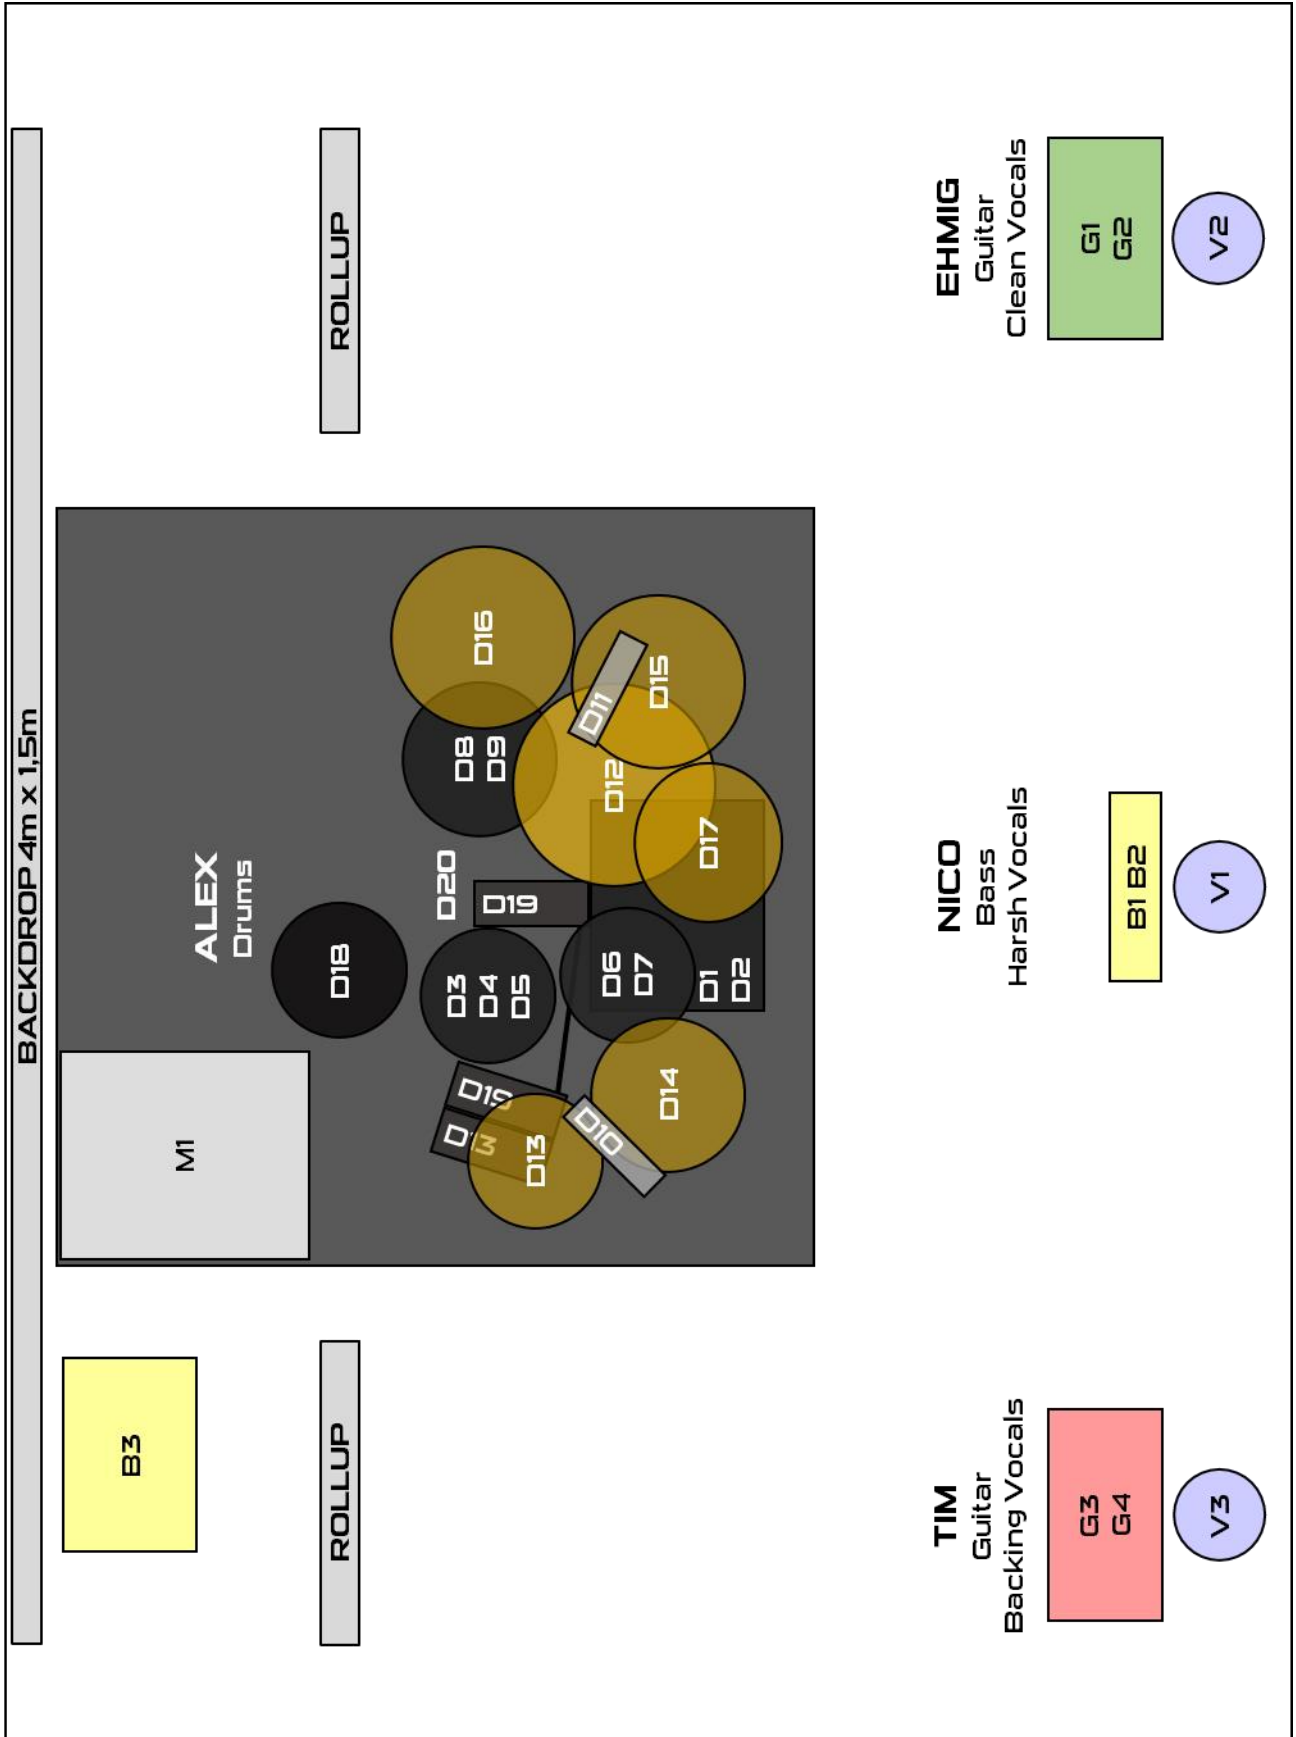 BACKDROP 4m x 1,5m
B3
M1
ALEX
Drums
ROLLUP
D18
ROLLUP
D20
D19
D3
D4
D5
D8
D9
D16
D13
D19
D13
D10
D14
D6
D7
D1
D2
D12
D11
D15
D17
TIM
Guitar
Backing Vocals
G3
G4
V3
NICO
Bass
Harsh Vocals
B1 B2
V1
EHMIG
Guitar
Clean Vocals
G1
G2
V2